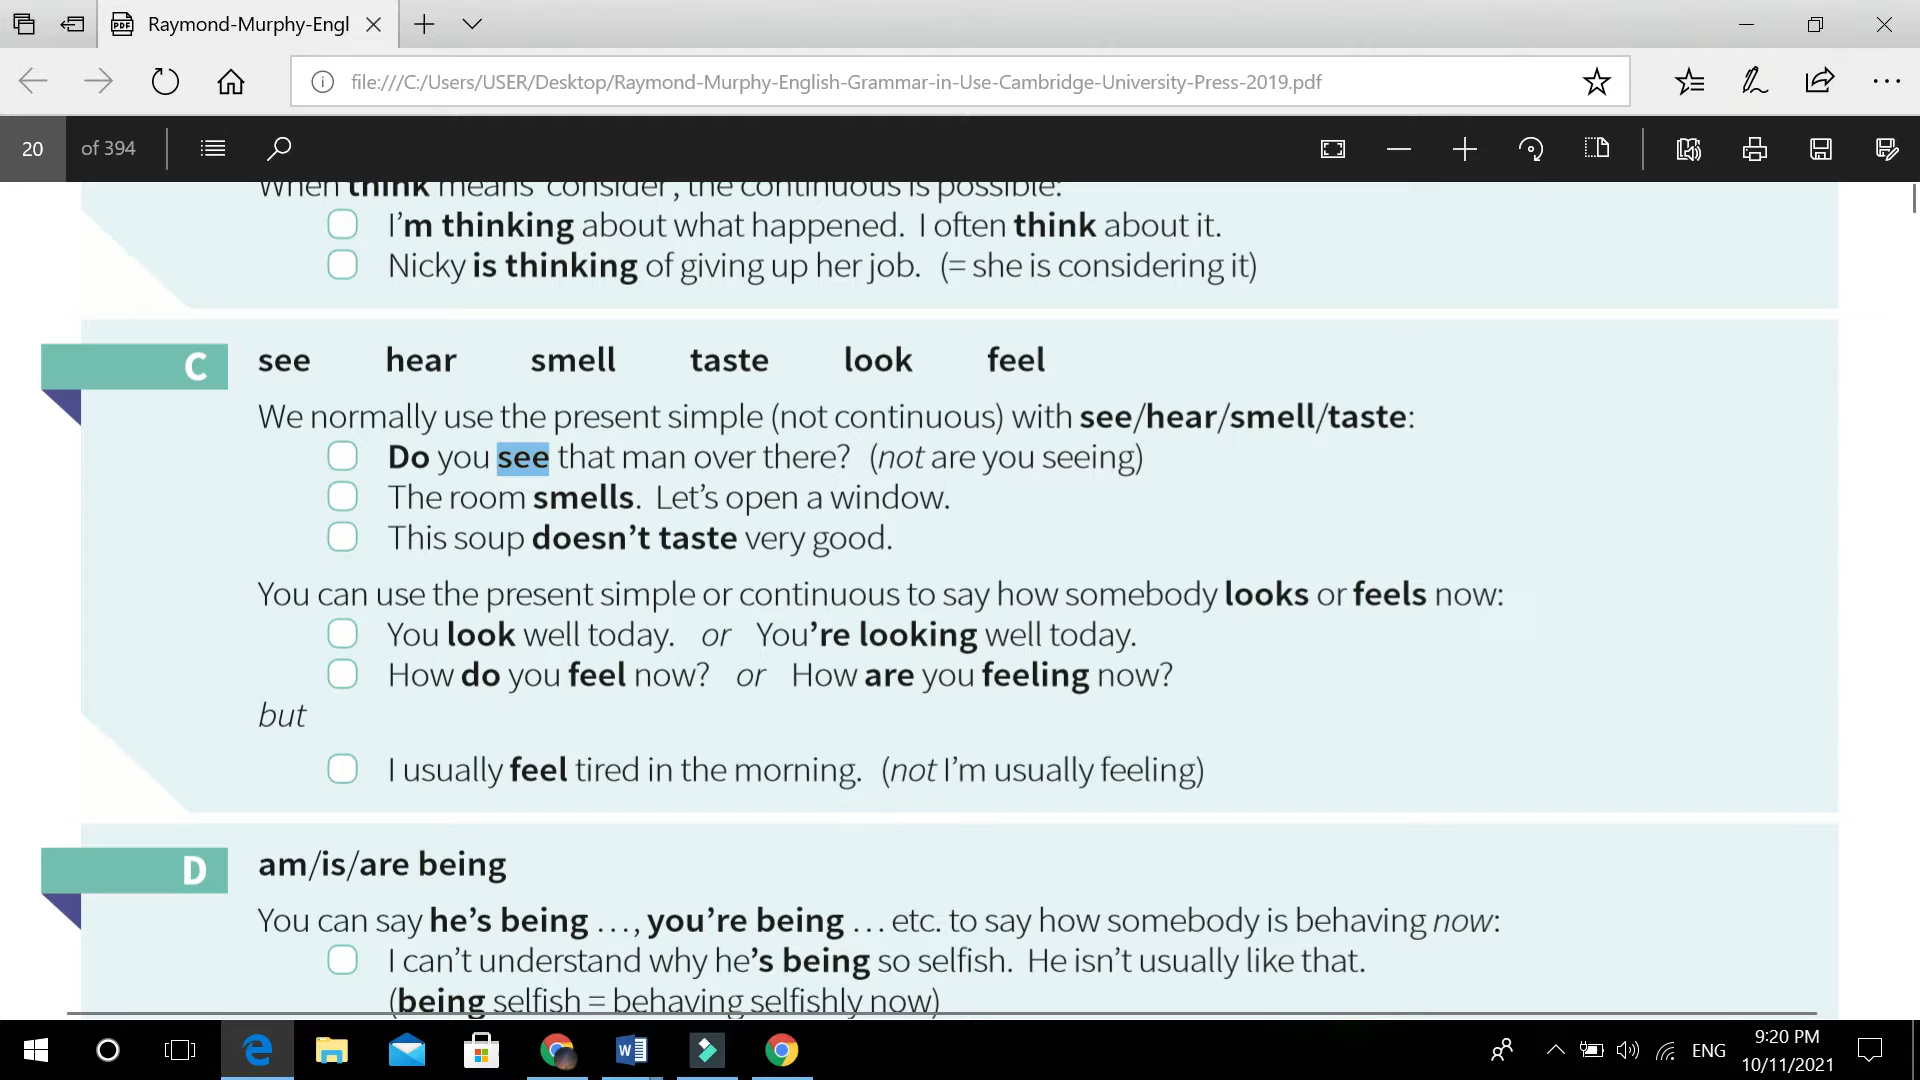 Raymond-Murphy-Engl
file:///C:/Users/USER/Desktop/Raymond-Murphy-English-Grammar-in-Use-Cambridge-University-Press-2019.pdf
20 of 394
When think means ‘consider’, the continuous is possible:
I’m thinking about what happened. I often think about it.
Nicky is thinking of giving up her job. (= she is considering it)
C
see hear smell taste look feel
We normally use the present simple (not continuous) with see/hear/smell/taste:
Do you see that man over there? (not are you seeing)
The room smells. Let’s open a window.
This soup doesn’t taste very good.
You can use the present simple or continuous to say how somebody looks or feels now:
You look well today. or You’re looking well today.
How do you feel now? or How are you feeling now?
but
I usually feel tired in the morning. (not I’m usually feeling)
D
am/is/are being
You can say he’s being …, you’re being … etc. to say how somebody is behaving now:
I can’t understand why he’s being so selfish. He isn’t usually like that.
(being selfish = behaving selfishly now)
ENG
9:20 PM
10/11/2021